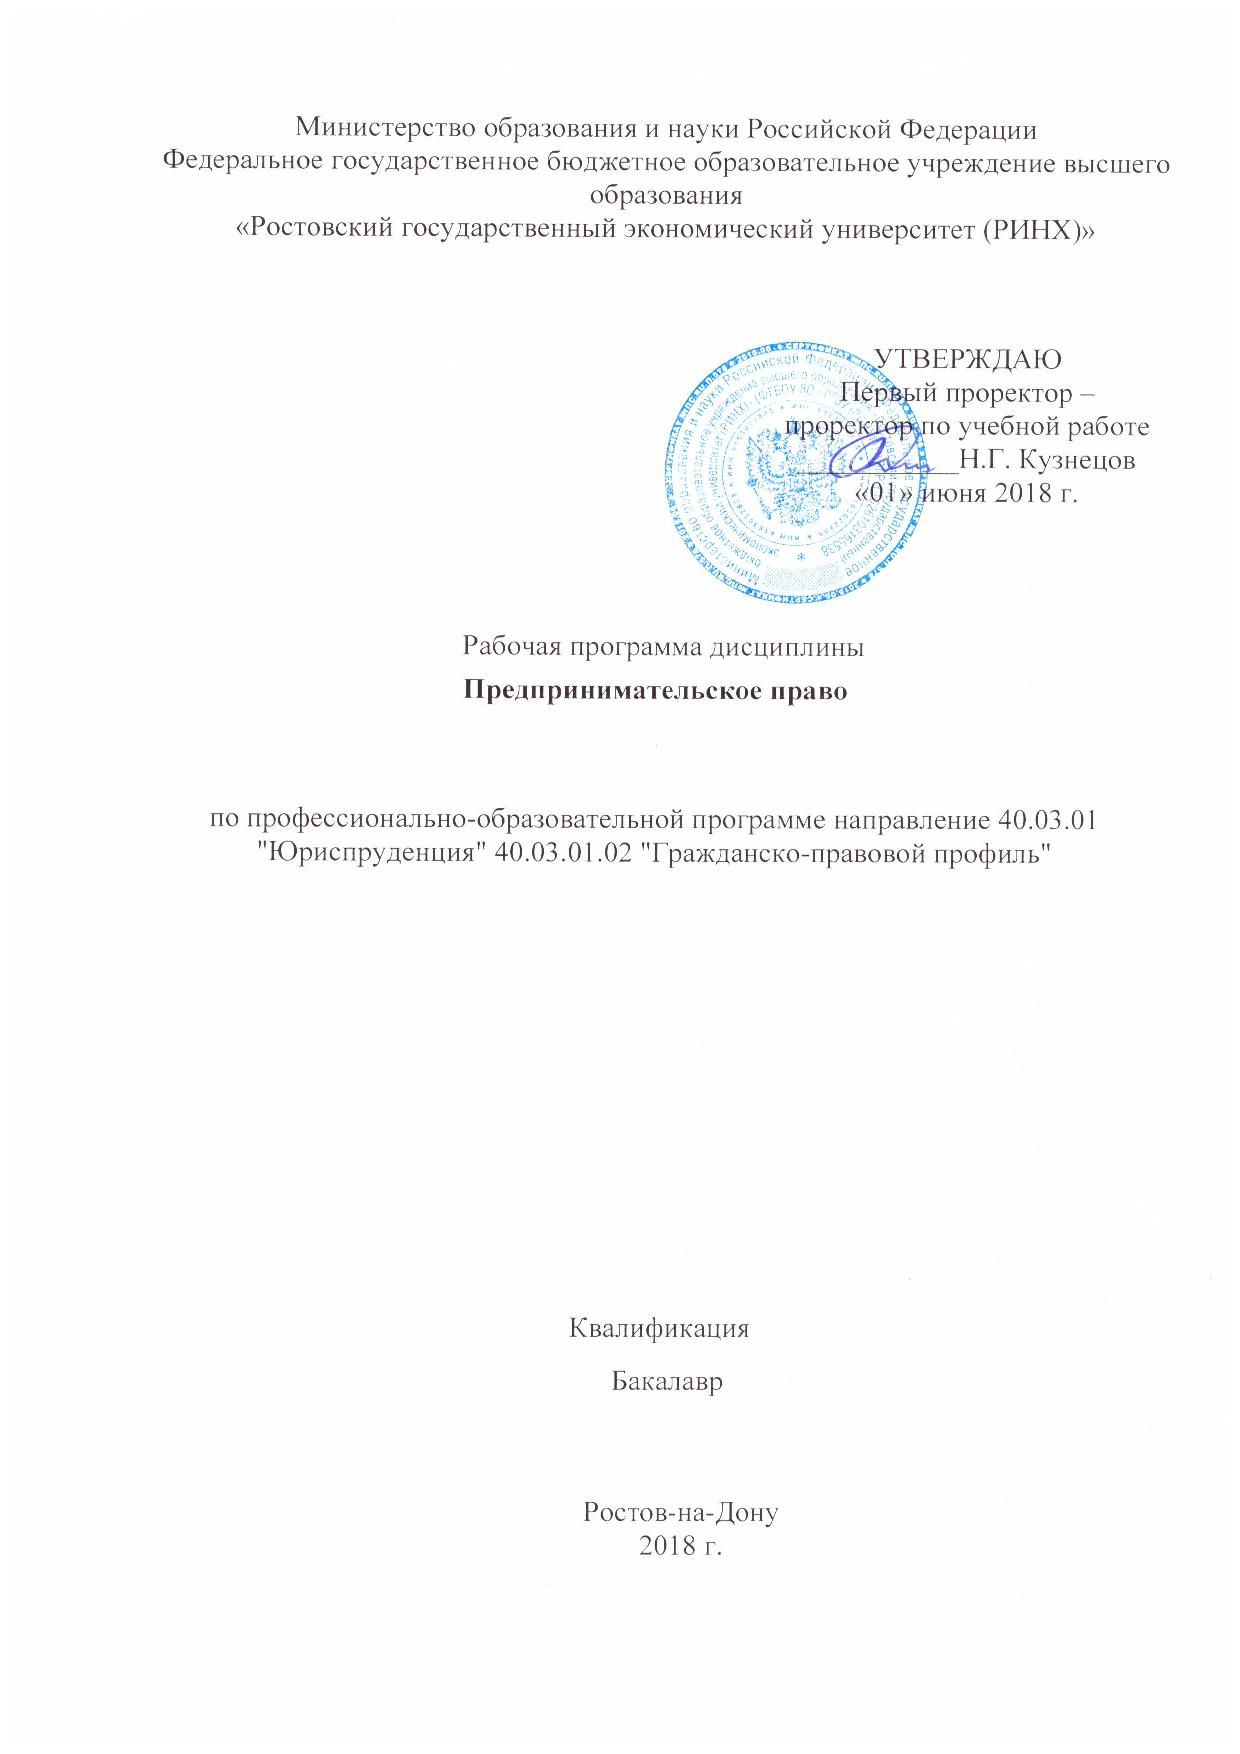 Министерство образования и науки Российской Федерации
Федеральное государственное бюджетное образовательное учреждение высшего
образования
«Ростовский государственный экономический университет (РИНХ)»
УТВЕРЖДАЮ
Первый проректор –
проректор по учебной работе
Н.Г. Кузнецов
«01» июня 2018 г.
Рабочая программа дисциплины
Предпринимательское право
по профессионально-образовательной программе направление 40.03.01
"Юриспруденция" 40.03.01.02 "Гражданско-правовой профиль"
Квалификация
Бакалавр
Ростов-на-Дону
2018 г.